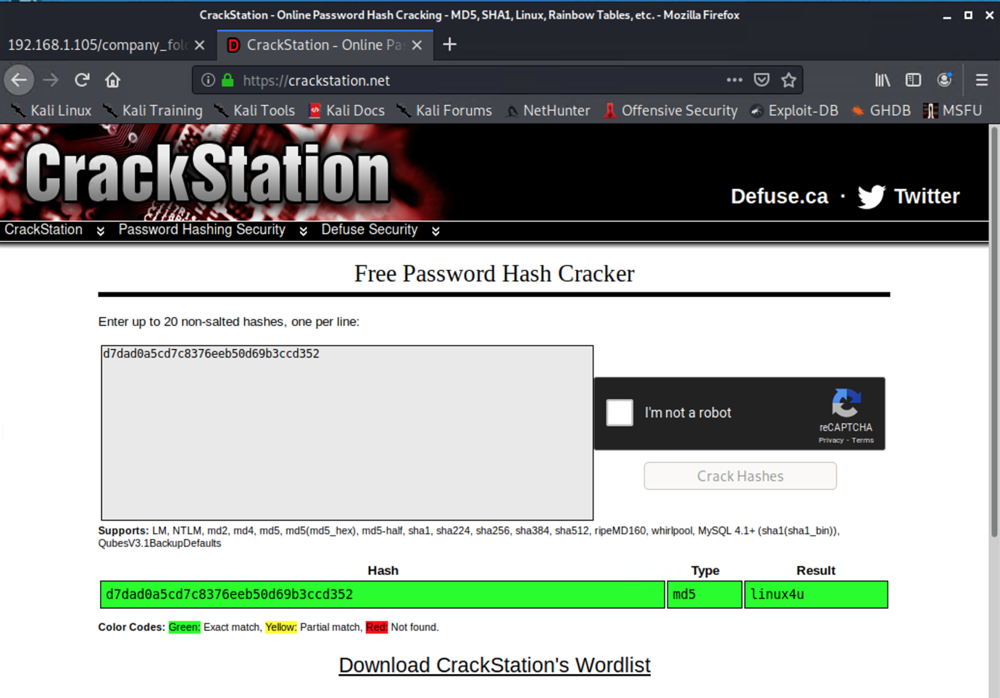 CrackStation - Online Password Hash Cracking - MD5, SHA1, Linux, Rainbow Tables, etc. - Mozilla Firefox
192.168.1.105/company_fol
CrackStation - Online Pas
https://crackstation.net
Kali Linux Kali Training Kali Tools Kali Docs Kali Forums NetHunter Offensive Security Exploit-DB GHDB MSFU
CrackStation
Defuse.ca · Twitter
CrackStation Password Hashing Security Defuse Security
Free Password Hash Cracker
Enter up to 20 non-salted hashes, one per line:
d7dad0a5cd7c8376eeb50d69b3ccd352
I'm not a robot
reCAPTCHA
Privacy - Terms
Crack Hashes
Supports: LM, NTLM, md2, md4, md5, md5(md5_hex), md5-half, sha1, sha224, sha256, sha384, sha512, ripeMD160, whirlpool, MySQL 4.1+ (sha1(sha1_bin)),
QubesV3.1BackupDefaults
Hash Type Result
d7dad0a5cd7c8376eeb50d69b3ccd352 md5 linux4u
Color Codes: Green: Exact match, Yellow: Partial match, Red: Not found.
Download CrackStation's Wordlist